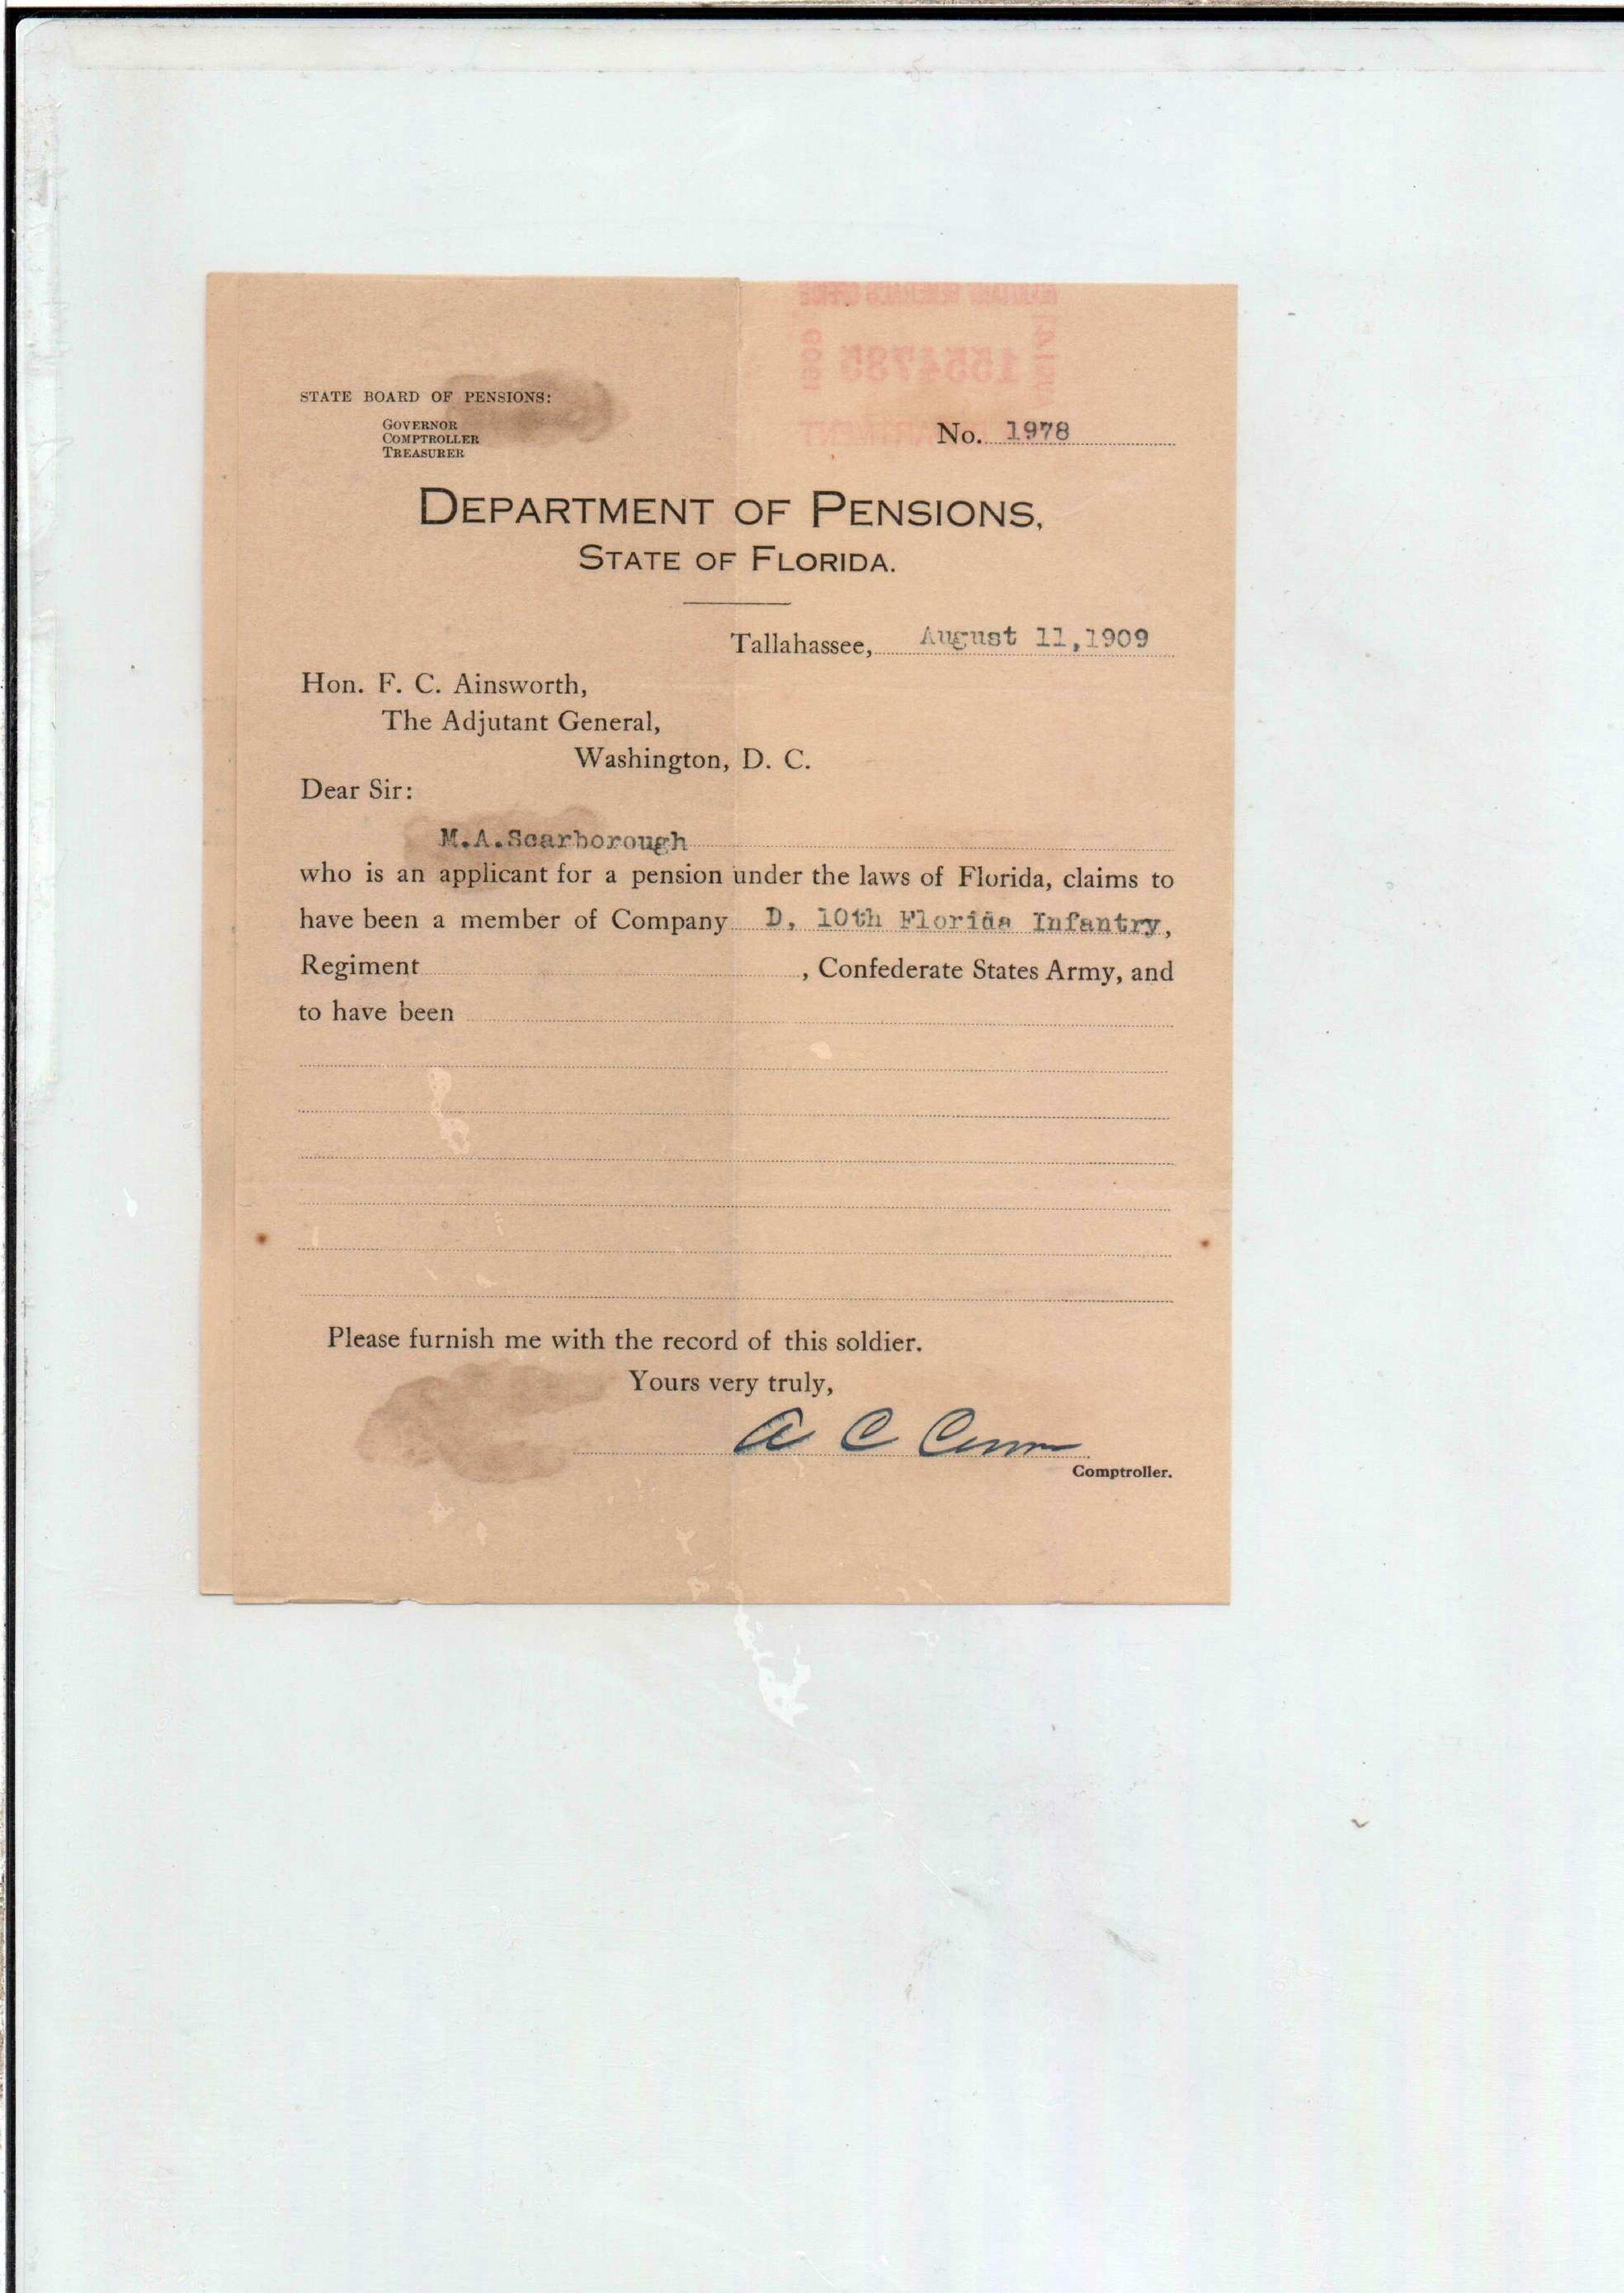 STATE BOARD OF PENSIONS:
GOVERNOR
COMPTROLLER
TREASURER
No. 1978
DEPARTMENT OF PENSIONS,
STATE OF FLORIDA.
Tallahassee, August 11, 1909
Hon. F. C. Ainsworth,
The Adjutant General,
Washington, D. C.
Dear Sir:
M.A.Scarborough
who is an applicant for a pension under the laws of Florida, claims to
have been a member of Company D, 10th Florida Infantry,
Regiment , Confederate States Army, and
to have been
Please furnish me with the record of this soldier.
Yours very truly,
A C Croom
Comptroller.